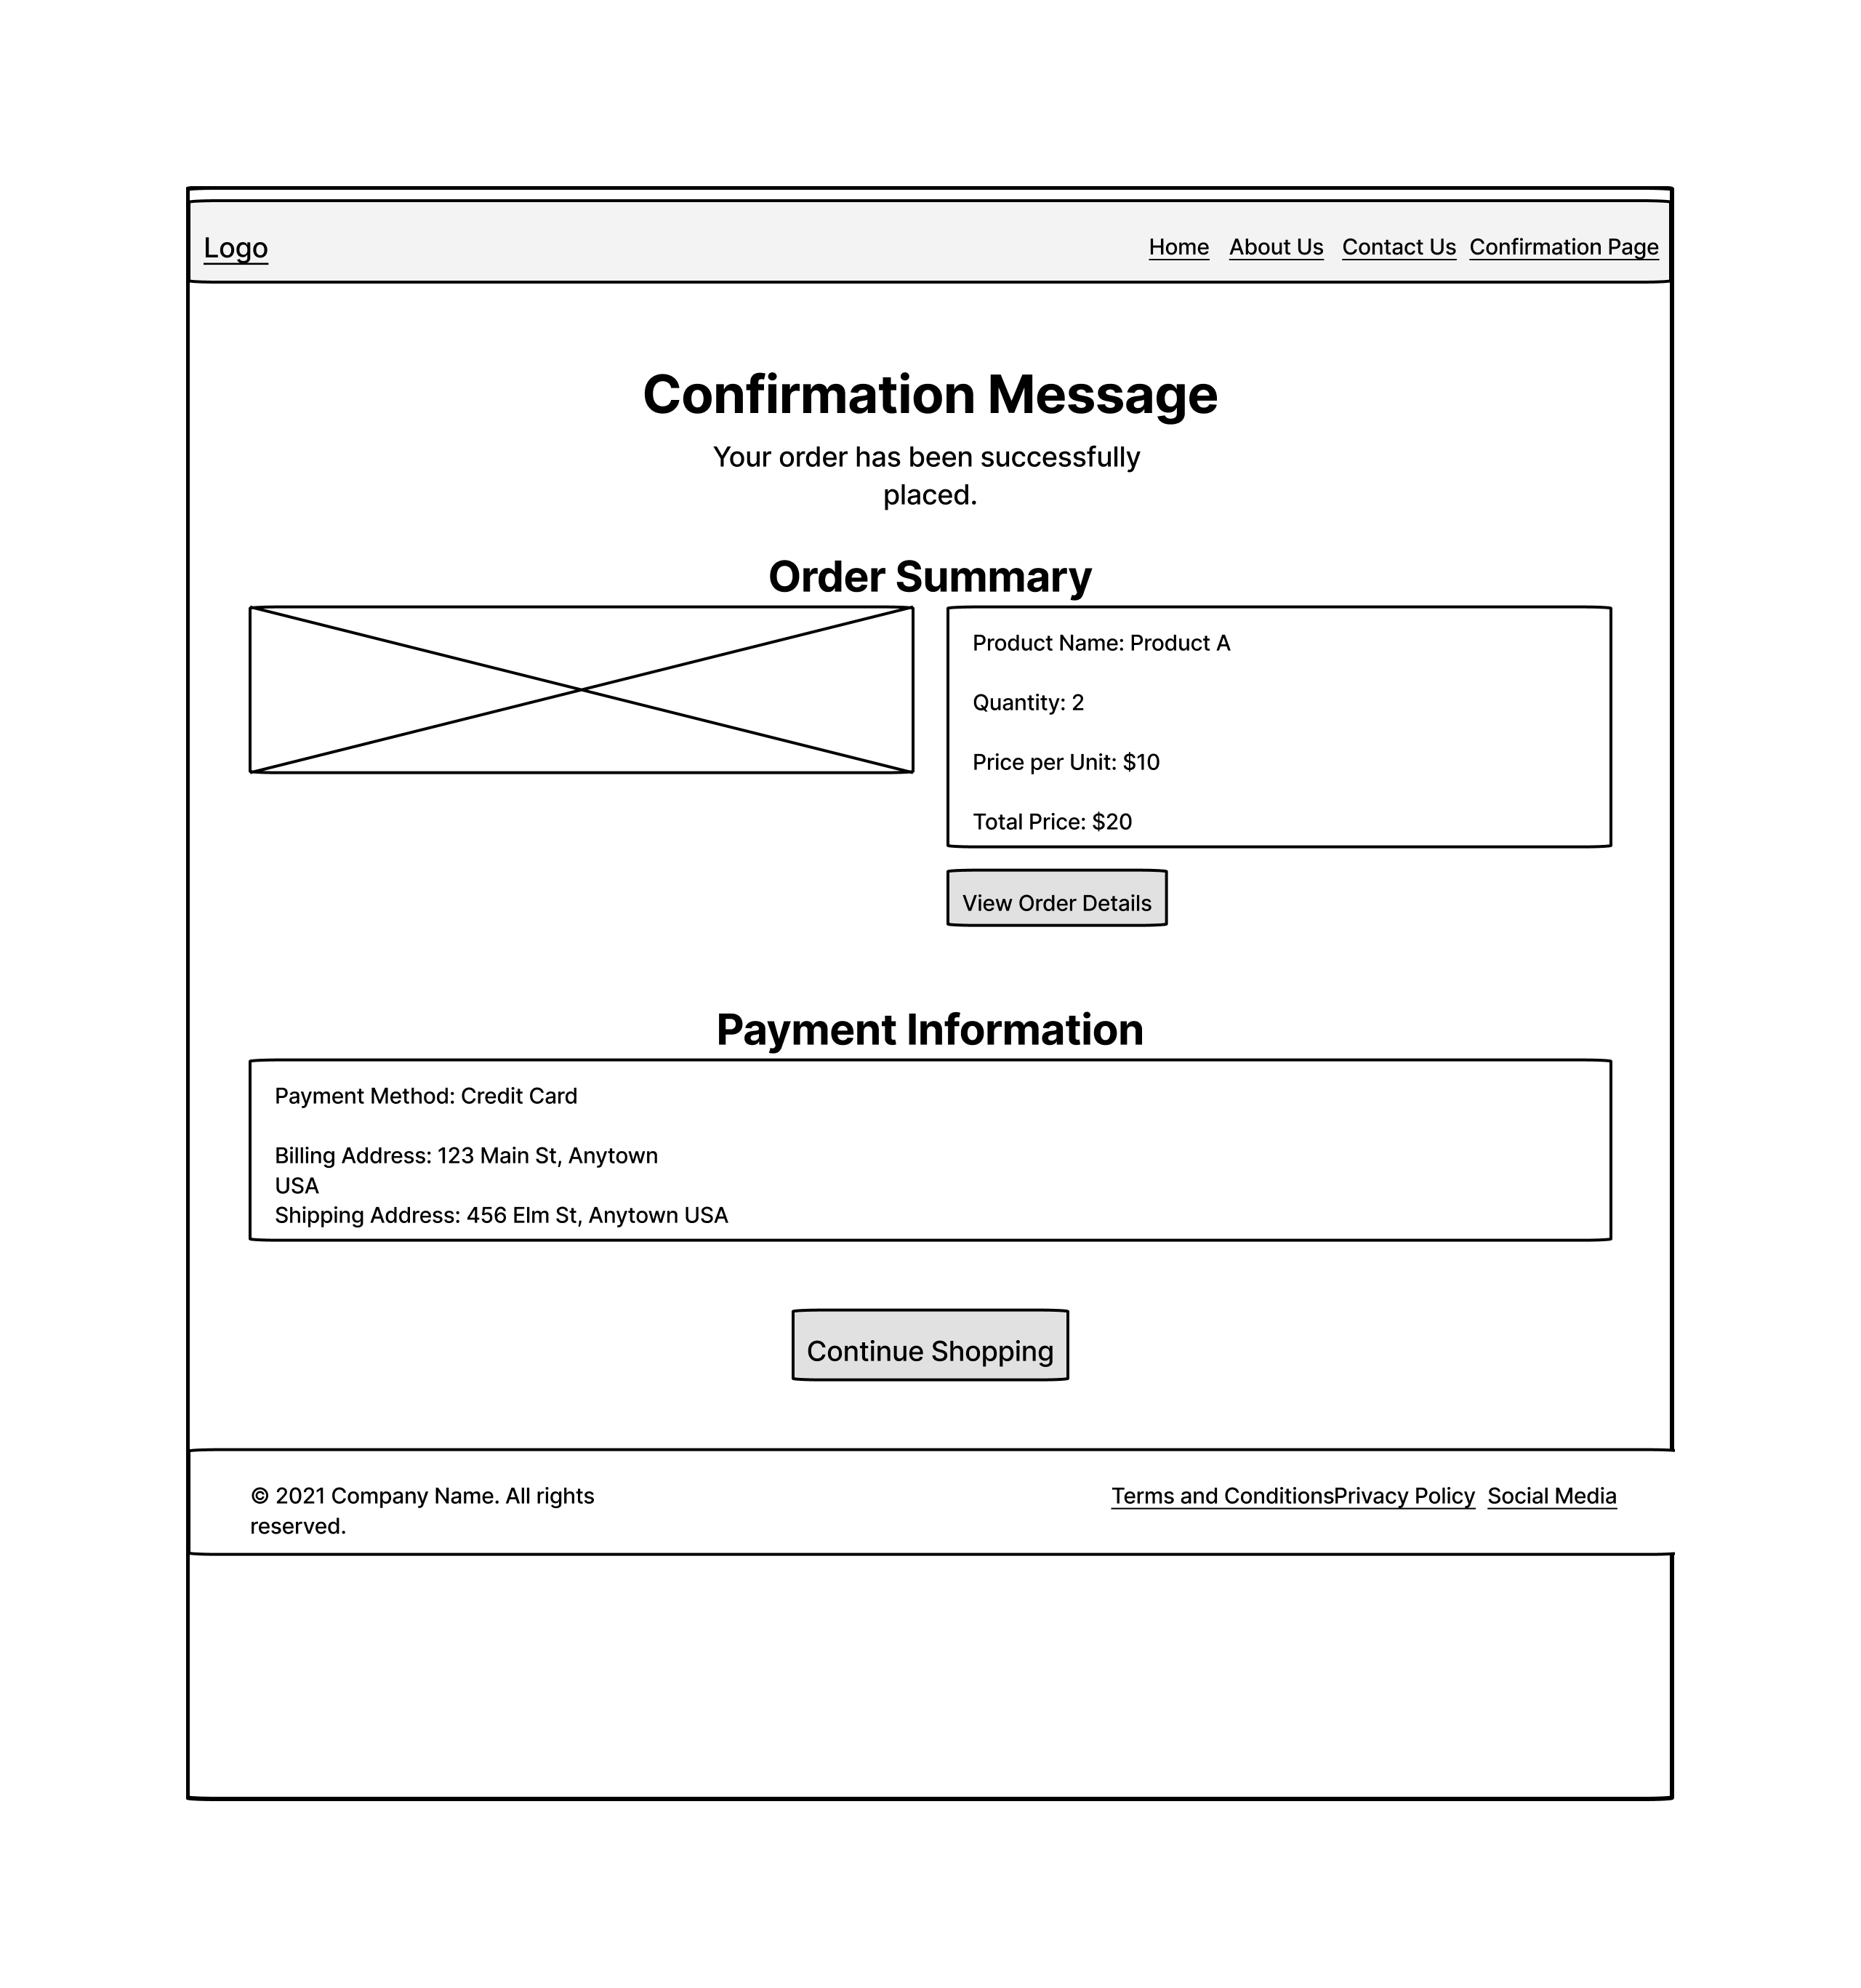 Logo
Home About Us Contact Us Confirmation Page
Confirmation Message
Your order has been successfully
placed.
Order Summary
Product Name: Product A
Quantity: 2
Price per Unit: $10
Total Price: $20
View Order Details
Payment Information
Payment Method: Credit Card
Billing Address: 123 Main St, Anytown
USA
Shipping Address: 456 Elm St, Anytown USA
Continue Shopping
© 2021 Company Name. All rights
reserved.
Terms and ConditionsPrivacy Policy Social Media